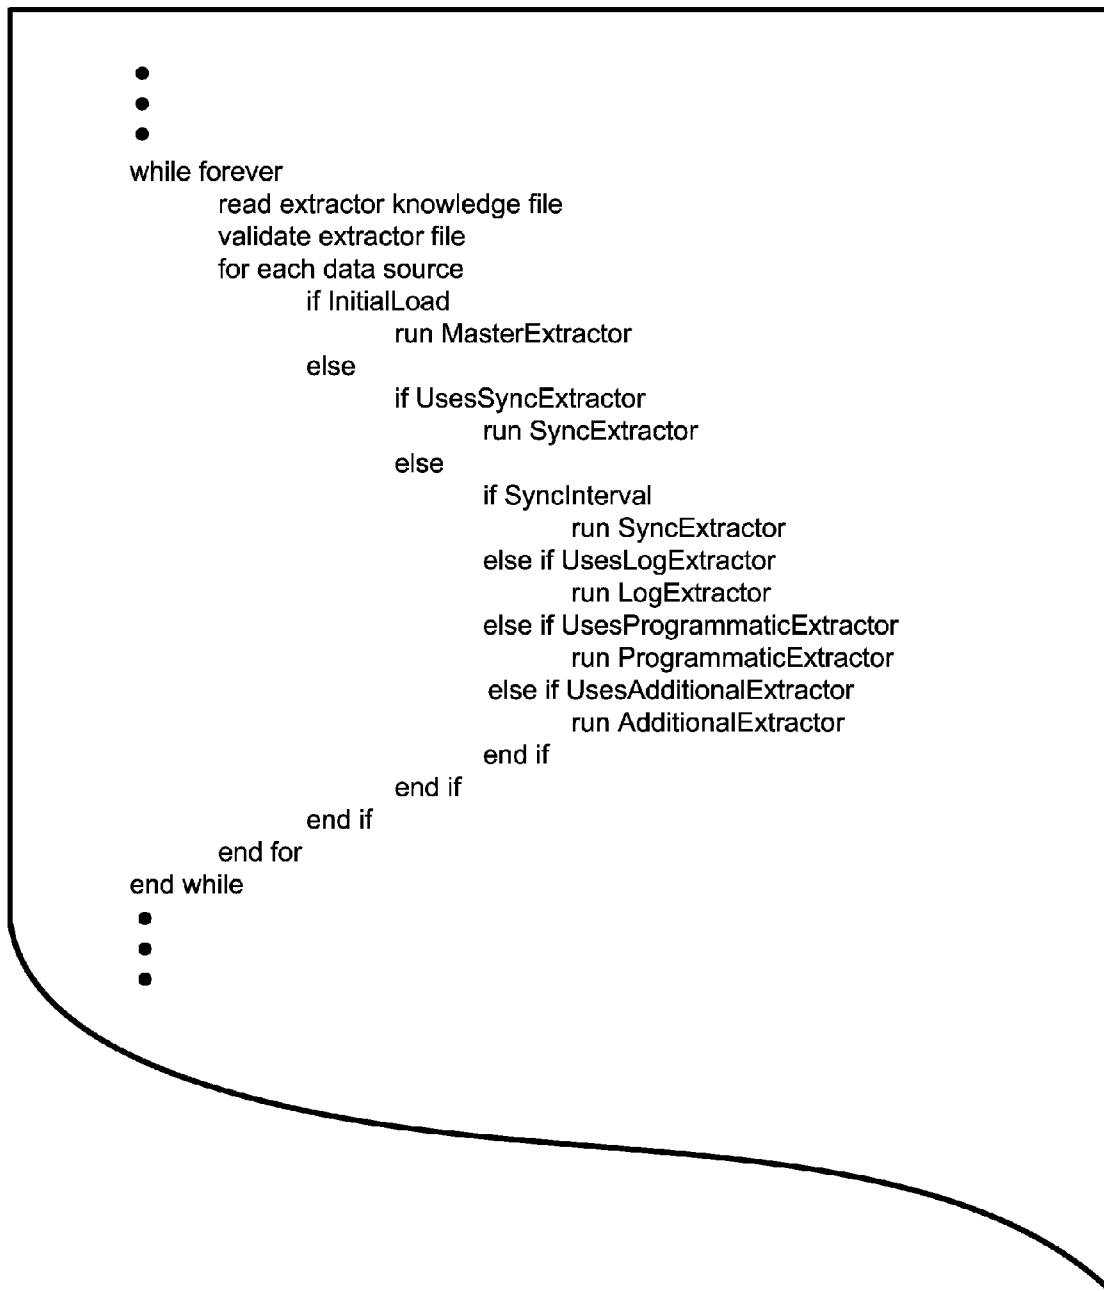 •
•
•
while forever
read extractor knowledge file
validate extractor file
for each data source
if InitialLoad
run MasterExtractor
else
if UsesSyncExtractor
run SyncExtractor
else
if SyncInterval
run SyncExtractor
else if UsesLogExtractor
run LogExtractor
else if UsesProgrammaticExtractor
run ProgrammaticExtractor
else if UsesAdditionalExtractor
run AdditionalExtractor
end if
end if
end if
end for
end while
•
•
•